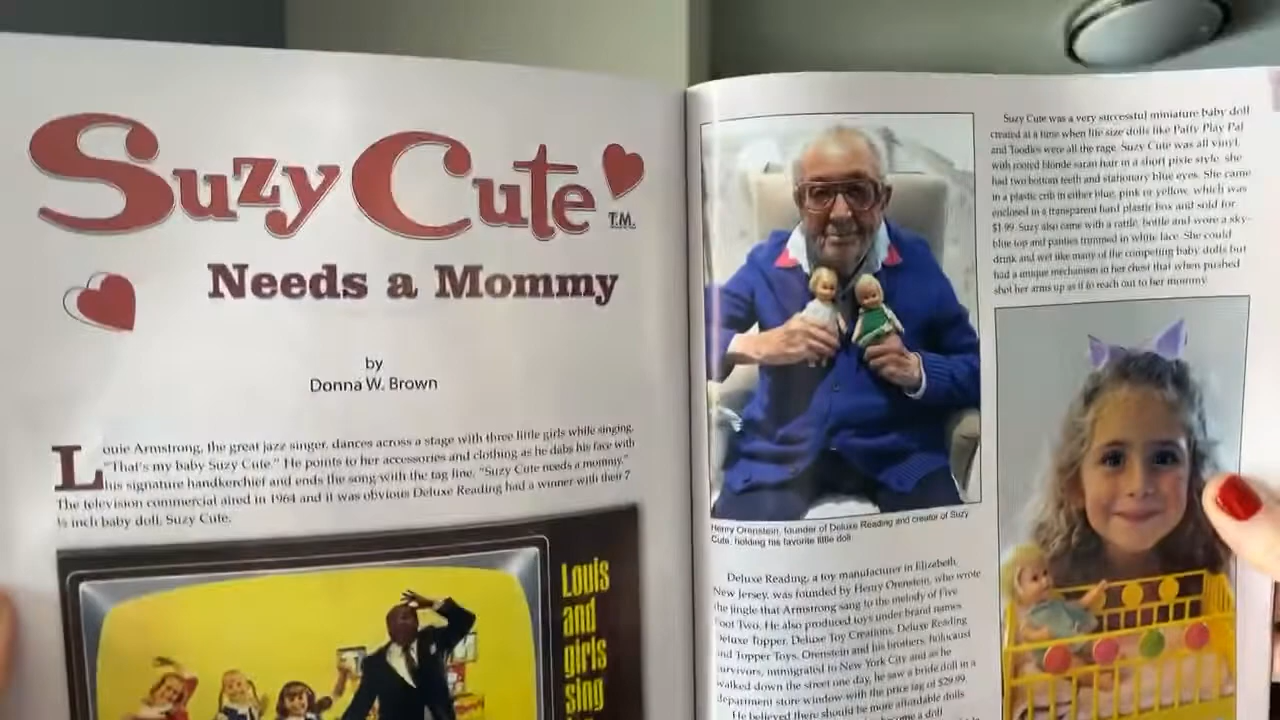 Suzy Cute
T.M.
Needs a Mommy
by
Donna W. Brown
Louie Armstrong, the great jazz singer, dances across a stage with three little girls while singing,
"That's my baby Suzy Cute." He points to her accessories and clothing as he dabs his face with
his signature handkerchief and ends the song with the tag line, "Suzy Cute needs a mommy."
The television commercial aired in 1964 and it was obvious Deluxe Reading had a winner with their 7
½ inch baby doll, Suzy Cute.
Louis
and
girls
sing
Henry Orenstein, founder of Deluxe Reading and creator of Suzy
Cute, holding his favorite little doll
Deluxe Reading, a toy manufacturer in Elizabeth,
New Jersey, was founded by Henry Orenstein, who wrote
the jingle that Armstrong sang to the melody of Five
Foot Two. He also produced toys under brand names
Deluxe Topper, Deluxe Toy Creations, Deluxe Reading
and Topper Toys. Orenstein and his brothers, holocaust
survivors, immigrated to New York City and as he
walked down the street one day, he saw a bride doll in a
department store window with the price tag of $29.99.
He believed there should be more affordable dolls
become a doll
Suzy Cute was a very successful miniature baby doll
created at a time when life size dolls like Patty Play Pal
and Toodles were all the rage. Suzy Cute was all vinyl,
with rooted blonde saran hair in a short pixie style, she
had two bottom teeth and stationary blue eyes. She came
in a plastic crib in either blue, pink or yellow, which was
enclosed in a transparent hard plastic box and sold for
$1.99. Suzy also came with a rattle, bottle and wore a sky-
blue top and panties trimmed in white lace. She could
drink and wet like many of the competing baby dolls but
had a unique mechanism in her chest that when pushed
shot her arms up as if to reach out to her mommy.